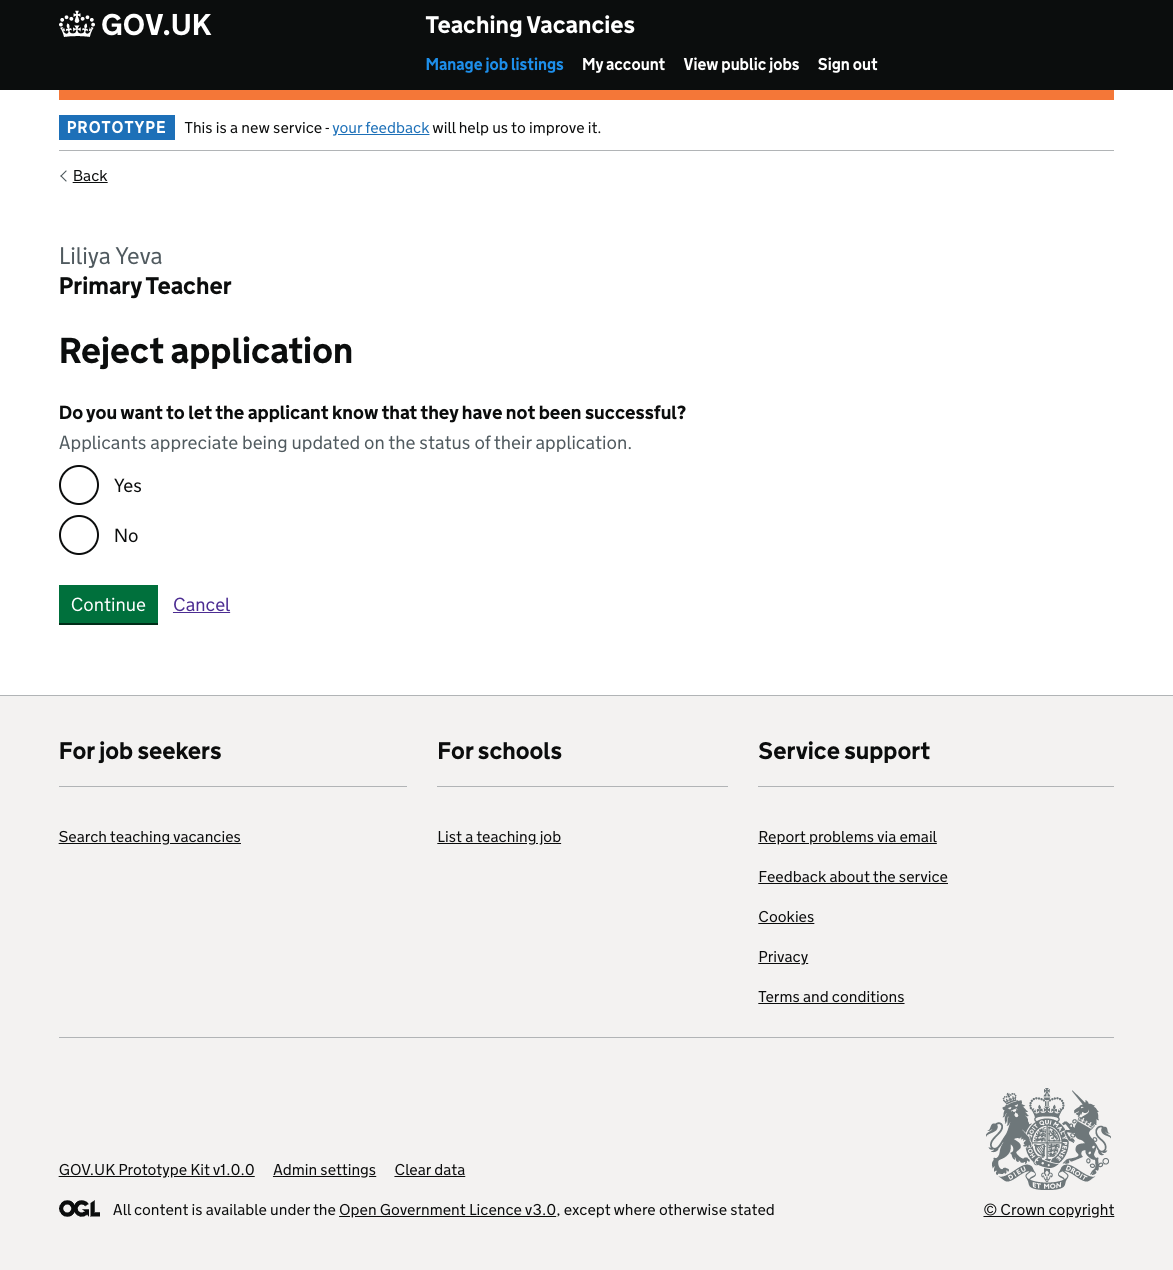 GOV.UK
Teaching Vacancies
Manage job listings My account View public jobs Sign out
PROTOTYPE This is a new service - your feedback will help us to improve it.
Back
Liliya Yeva
Primary Teacher
Reject application
Do you want to let the applicant know that they have not been successful?
Applicants appreciate being updated on the status of their application.
Yes
No
Continue Cancel
For job seekers
Search teaching vacancies
For schools
List a teaching job
Service support
Report problems via email
Feedback about the service
Cookies
Privacy
Terms and conditions
GOV.UK Prototype Kit v1.0.0 Admin settings Clear data
OGL All content is available under the Open Government Licence v3.0, except where otherwise stated
DIEU ET MON DROIT
© Crown copyright